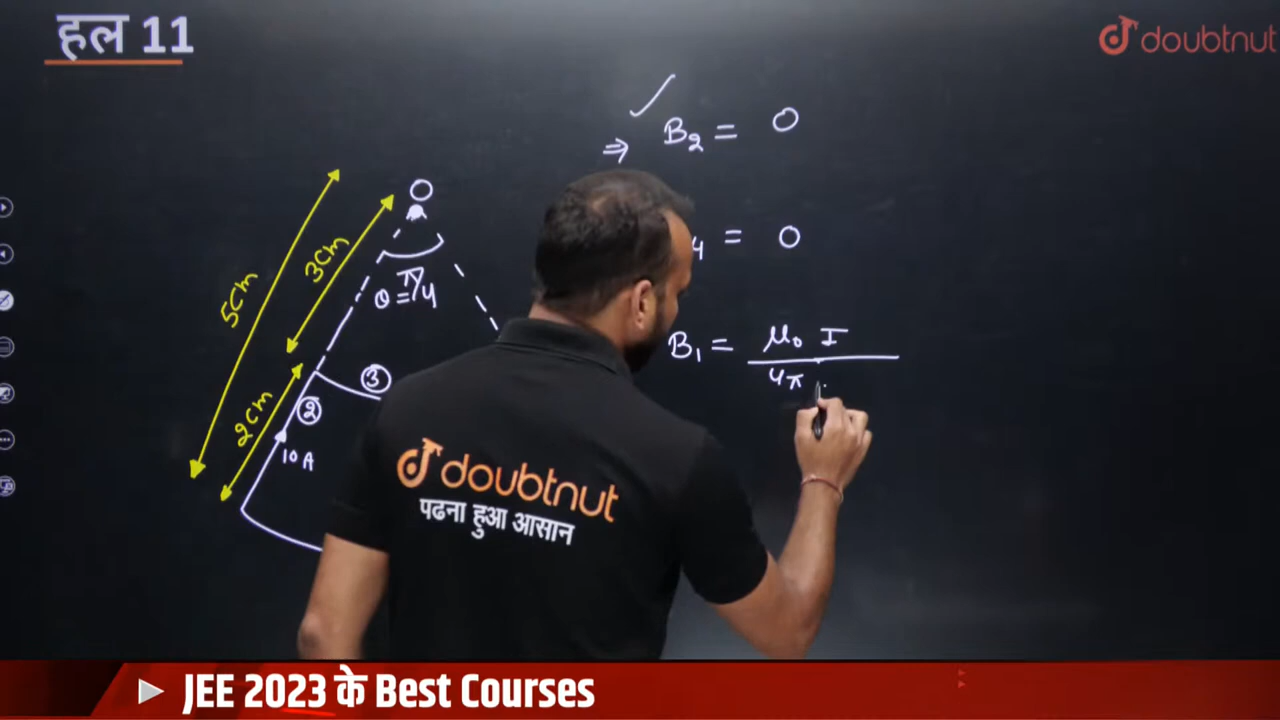 हल 11
doubtnut
⇒ B₂ = 0
O
4 = 0
5cm
3cm
θ = π/4
B₁ = μ₀ I / 4π
3
2cm
2
10 A
doubtnut
पढना हुआ आसान
JEE 2023 के Best Courses